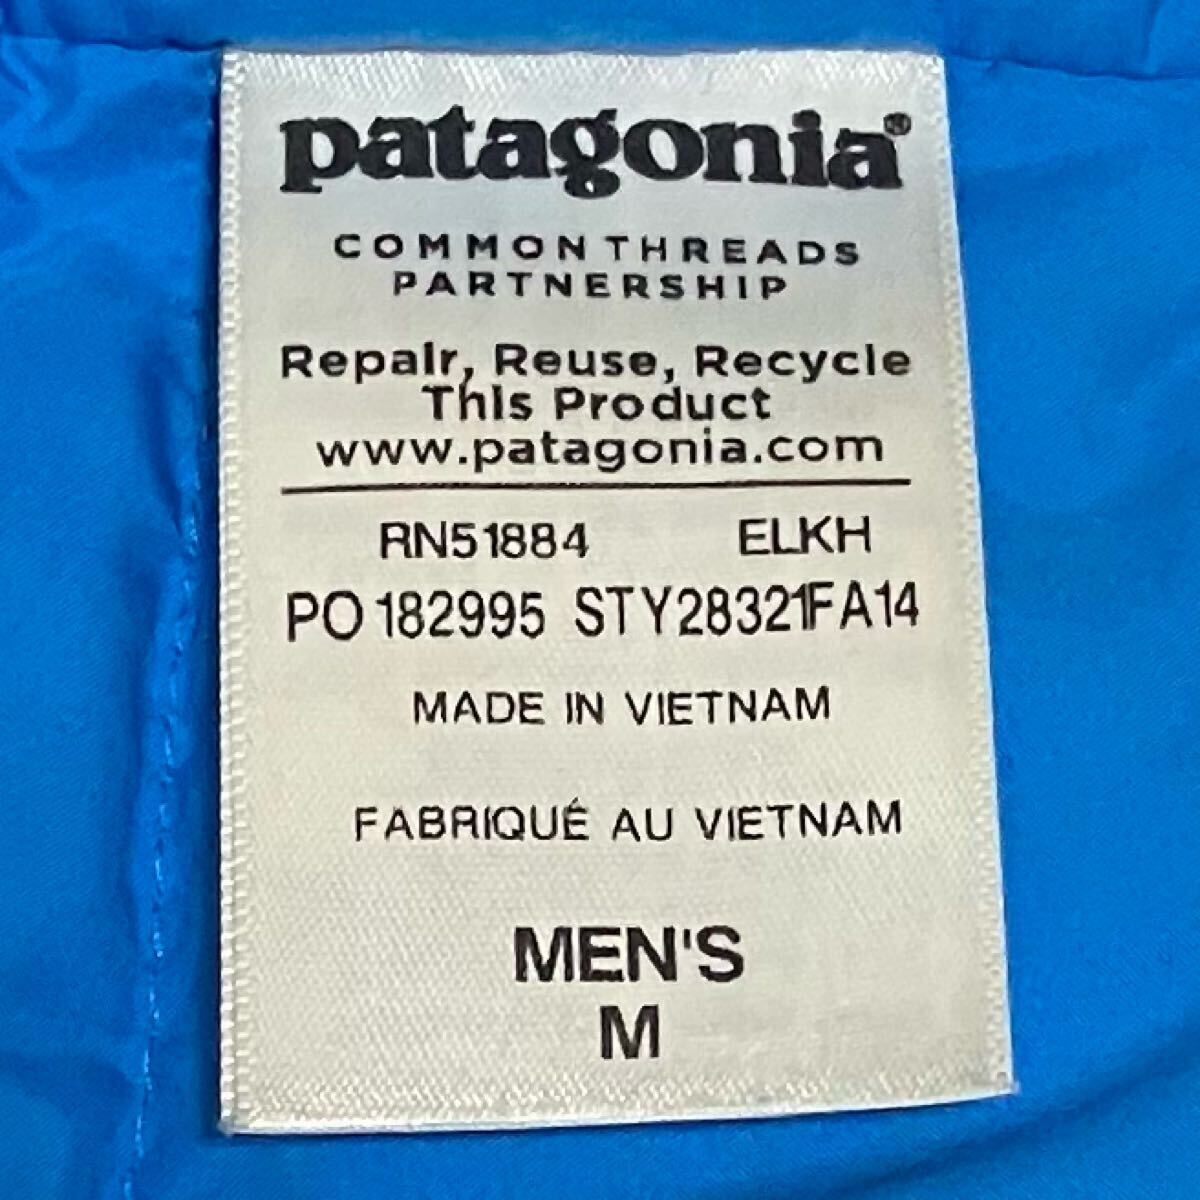 patagonia®
COMMON THREADS
PARTNERSHIP
Repair, Reuse, Recycle
This Product
www.patagonia.com
RN51884 ELKH
PO 182995 STY28321FA14
MADE IN VIETNAM
FABRIQUÉ AU VIETNAM
MEN'S
M